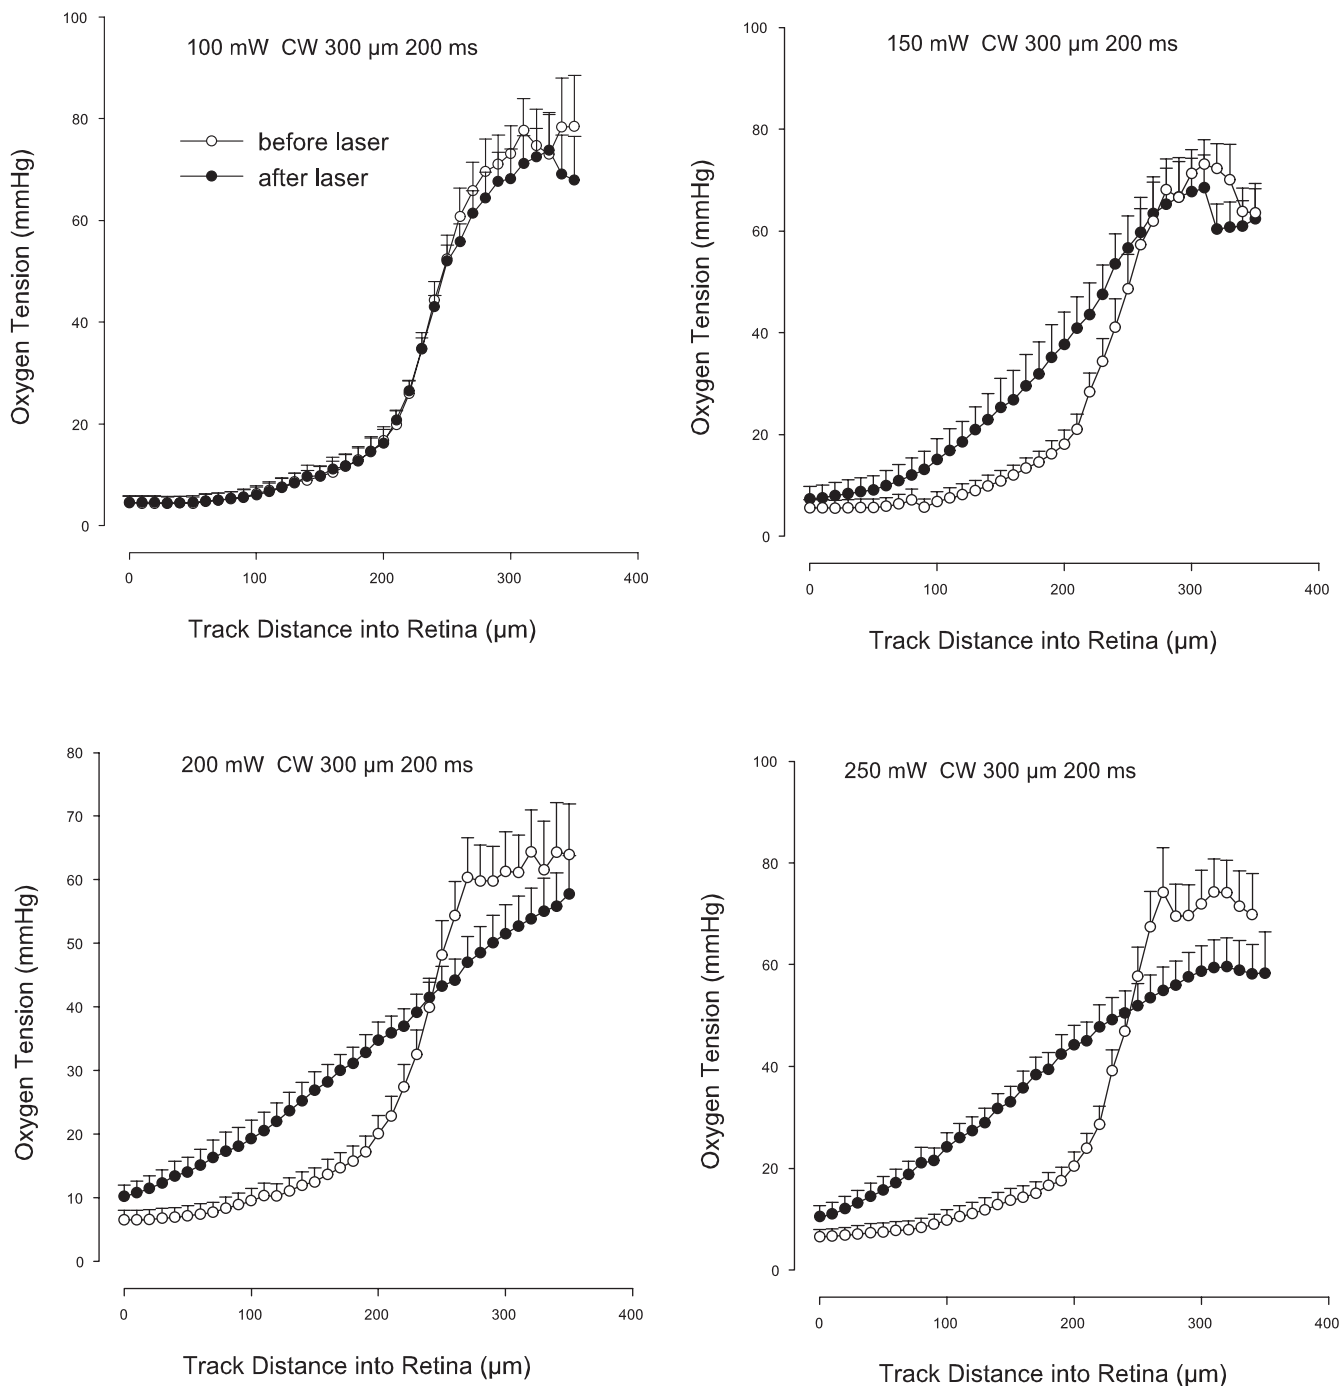 100 mW CW 300 µm 200 ms
100
80
60
40
20
0
Oxygen Tension (mmHg)
before laser
after laser
0 100 200 300 400
Track Distance into Retina (µm)
150 mW CW 300 µm 200 ms
100
80
60
40
20
0
Oxygen Tension (mmHg)
0 100 200 300 400
Track Distance into Retina (µm)
200 mW CW 300 µm 200 ms
80
70
60
50
40
30
20
10
0
Oxygen Tension (mmHg)
0 100 200 300 400
Track Distance into Retina (µm)
250 mW CW 300 µm 200 ms
100
80
60
40
20
0
Oxygen Tension (mmHg)
0 100 200 300 400
Track Distance into Retina (µm)